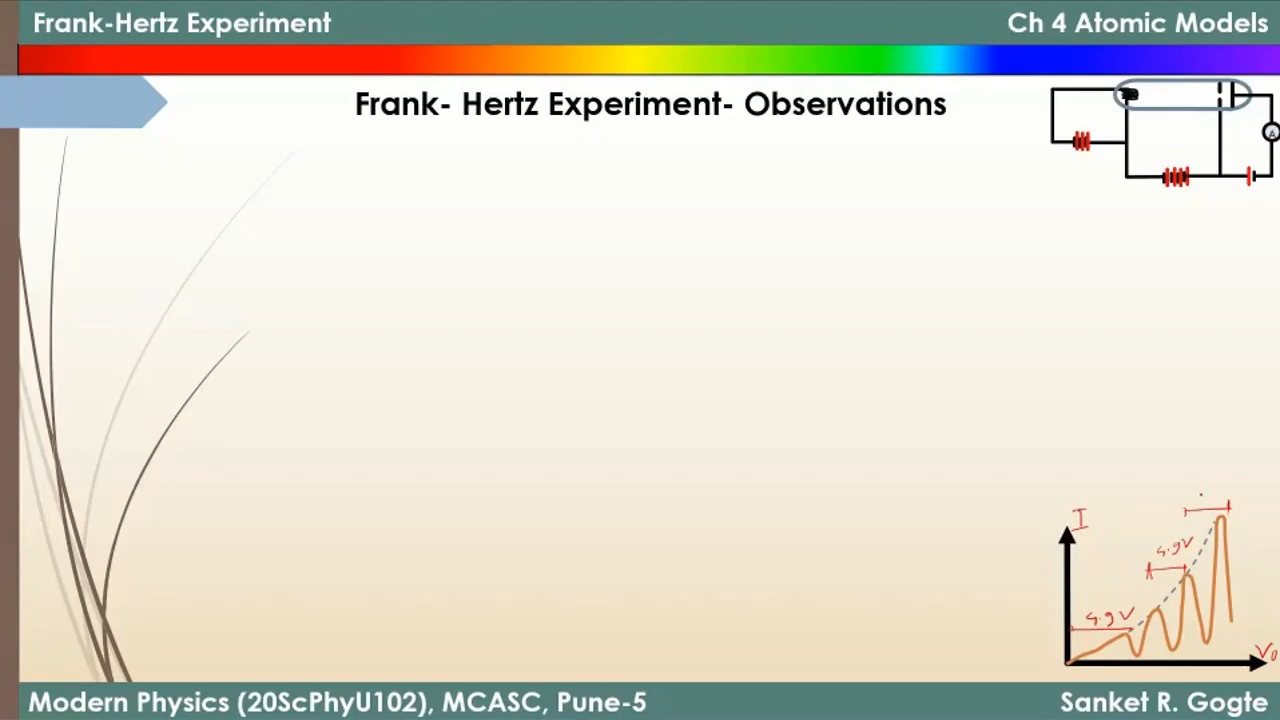 Frank-Hertz Experiment
Ch 4 Atomic Models
Frank- Hertz Experiment- Observations
A
I
4.9V
4.9V
V₀
Modern Physics (20ScPhyU102), MCASC, Pune-5
Sanket R. Gogte